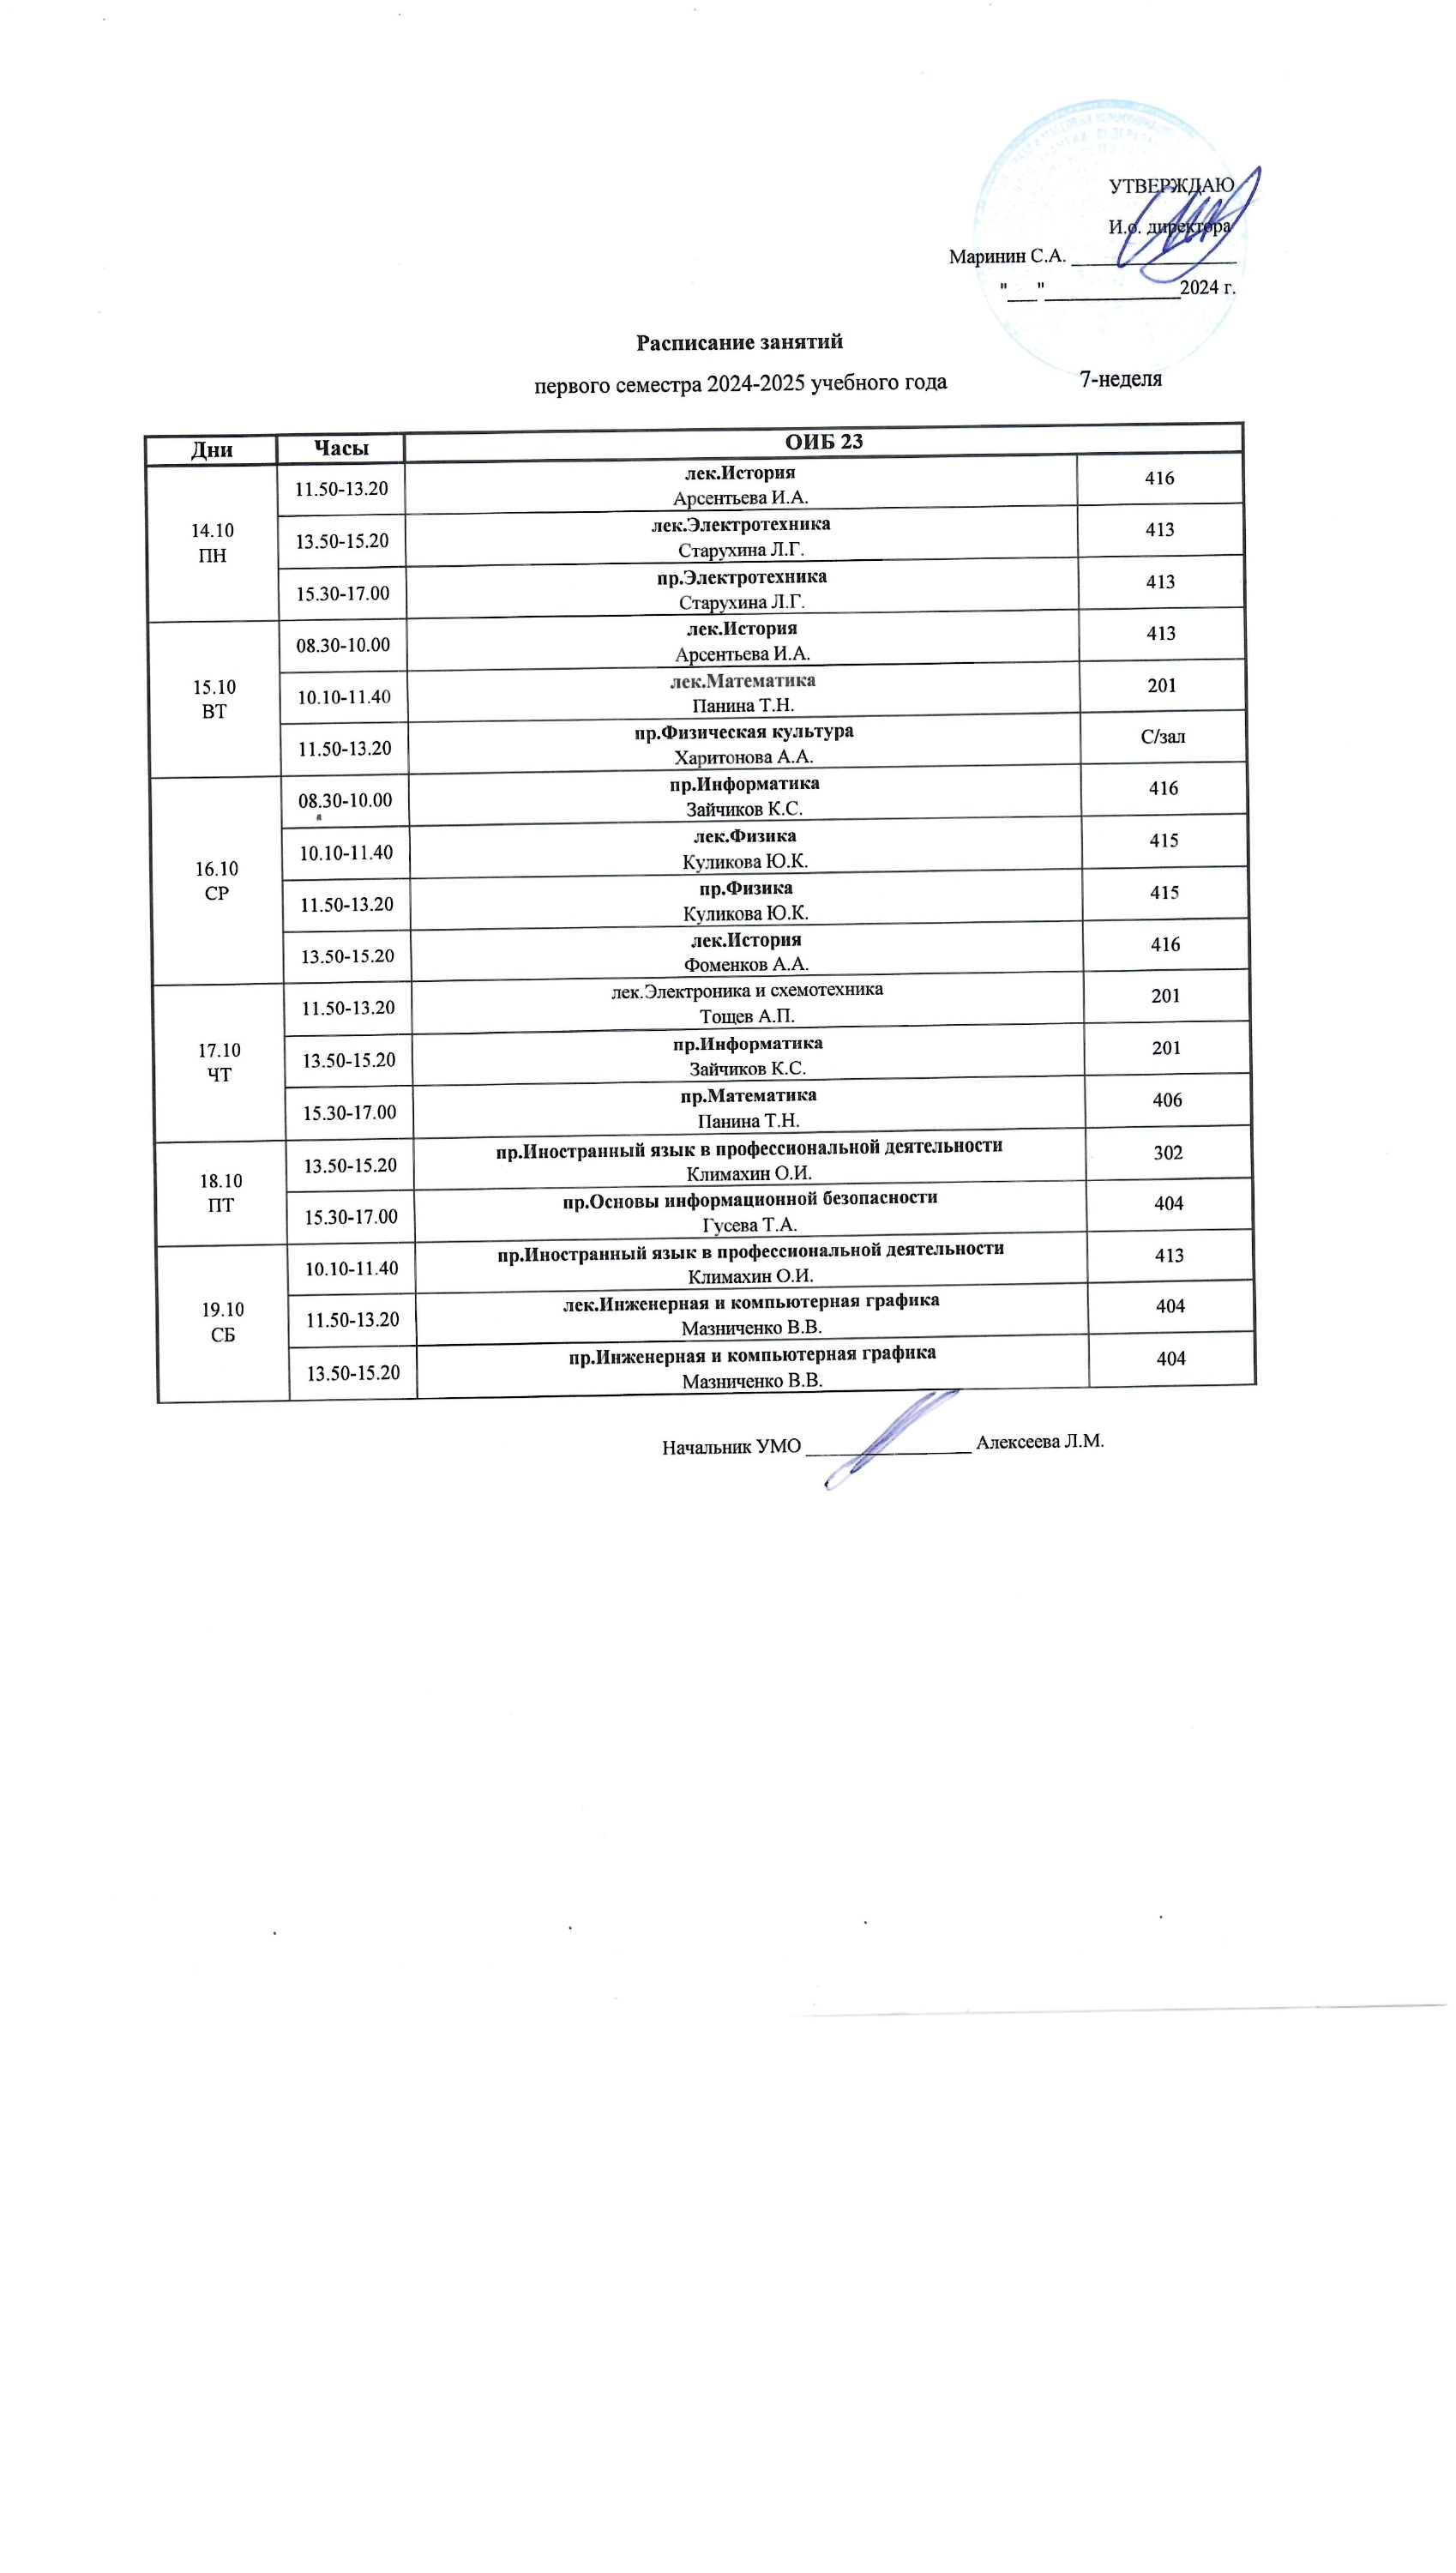 УТВЕРЖДАЮ
И.о. директора
Маринин С.А. ________________
"___"______________2024 г.
Расписание занятий
первого семестра 2024-2025 учебного года 7-неделя
Дни Часы ОИБ 23
14.10
ПН
11.50-13.20 лек.История 416
Арсентьева И.А.
13.50-15.20 лек.Электротехника 413
Старухина Л.Г.
15.30-17.00 пр.Электротехника 413
Старухина Л.Г.
15.10
ВТ
08.30-10.00 лек.История 413
Арсентьева И.А.
10.10-11.40 лек.Математика 201
Панина Т.Н.
11.50-13.20 пр.Физическая культура С/зал
Харитонова А.А.
16.10
СР
08.30-10.00 пр.Информатика 416
Зайчиков К.С.
10.10-11.40 лек.Физика 415
Куликова Ю.К.
11.50-13.20 пр.Физика 415
Куликова Ю.К.
13.50-15.20 лек.История 416
Фоменков А.А.
17.10
ЧТ
11.50-13.20 лек.Электроника и схемотехника 201
Тощев А.П.
13.50-15.20 пр.Информатика 201
Зайчиков К.С.
15.30-17.00 пр.Математика 406
Панина Т.Н.
18.10
ПТ
13.50-15.20 пр.Иностранный язык в профессиональной деятельности 302
Климахин О.И.
15.30-17.00 пр.Основы информационной безопасности 404
Гусева Т.А.
19.10
СБ
10.10-11.40 пр.Иностранный язык в профессиональной деятельности 413
Климахин О.И.
11.50-13.20 лек.Инженерная и компьютерная графика 404
Мазниченко В.В.
13.50-15.20 пр.Инженерная и компьютерная графика 404
Мазниченко В.В.
Начальник УМО ________________ Алексеева Л.М.